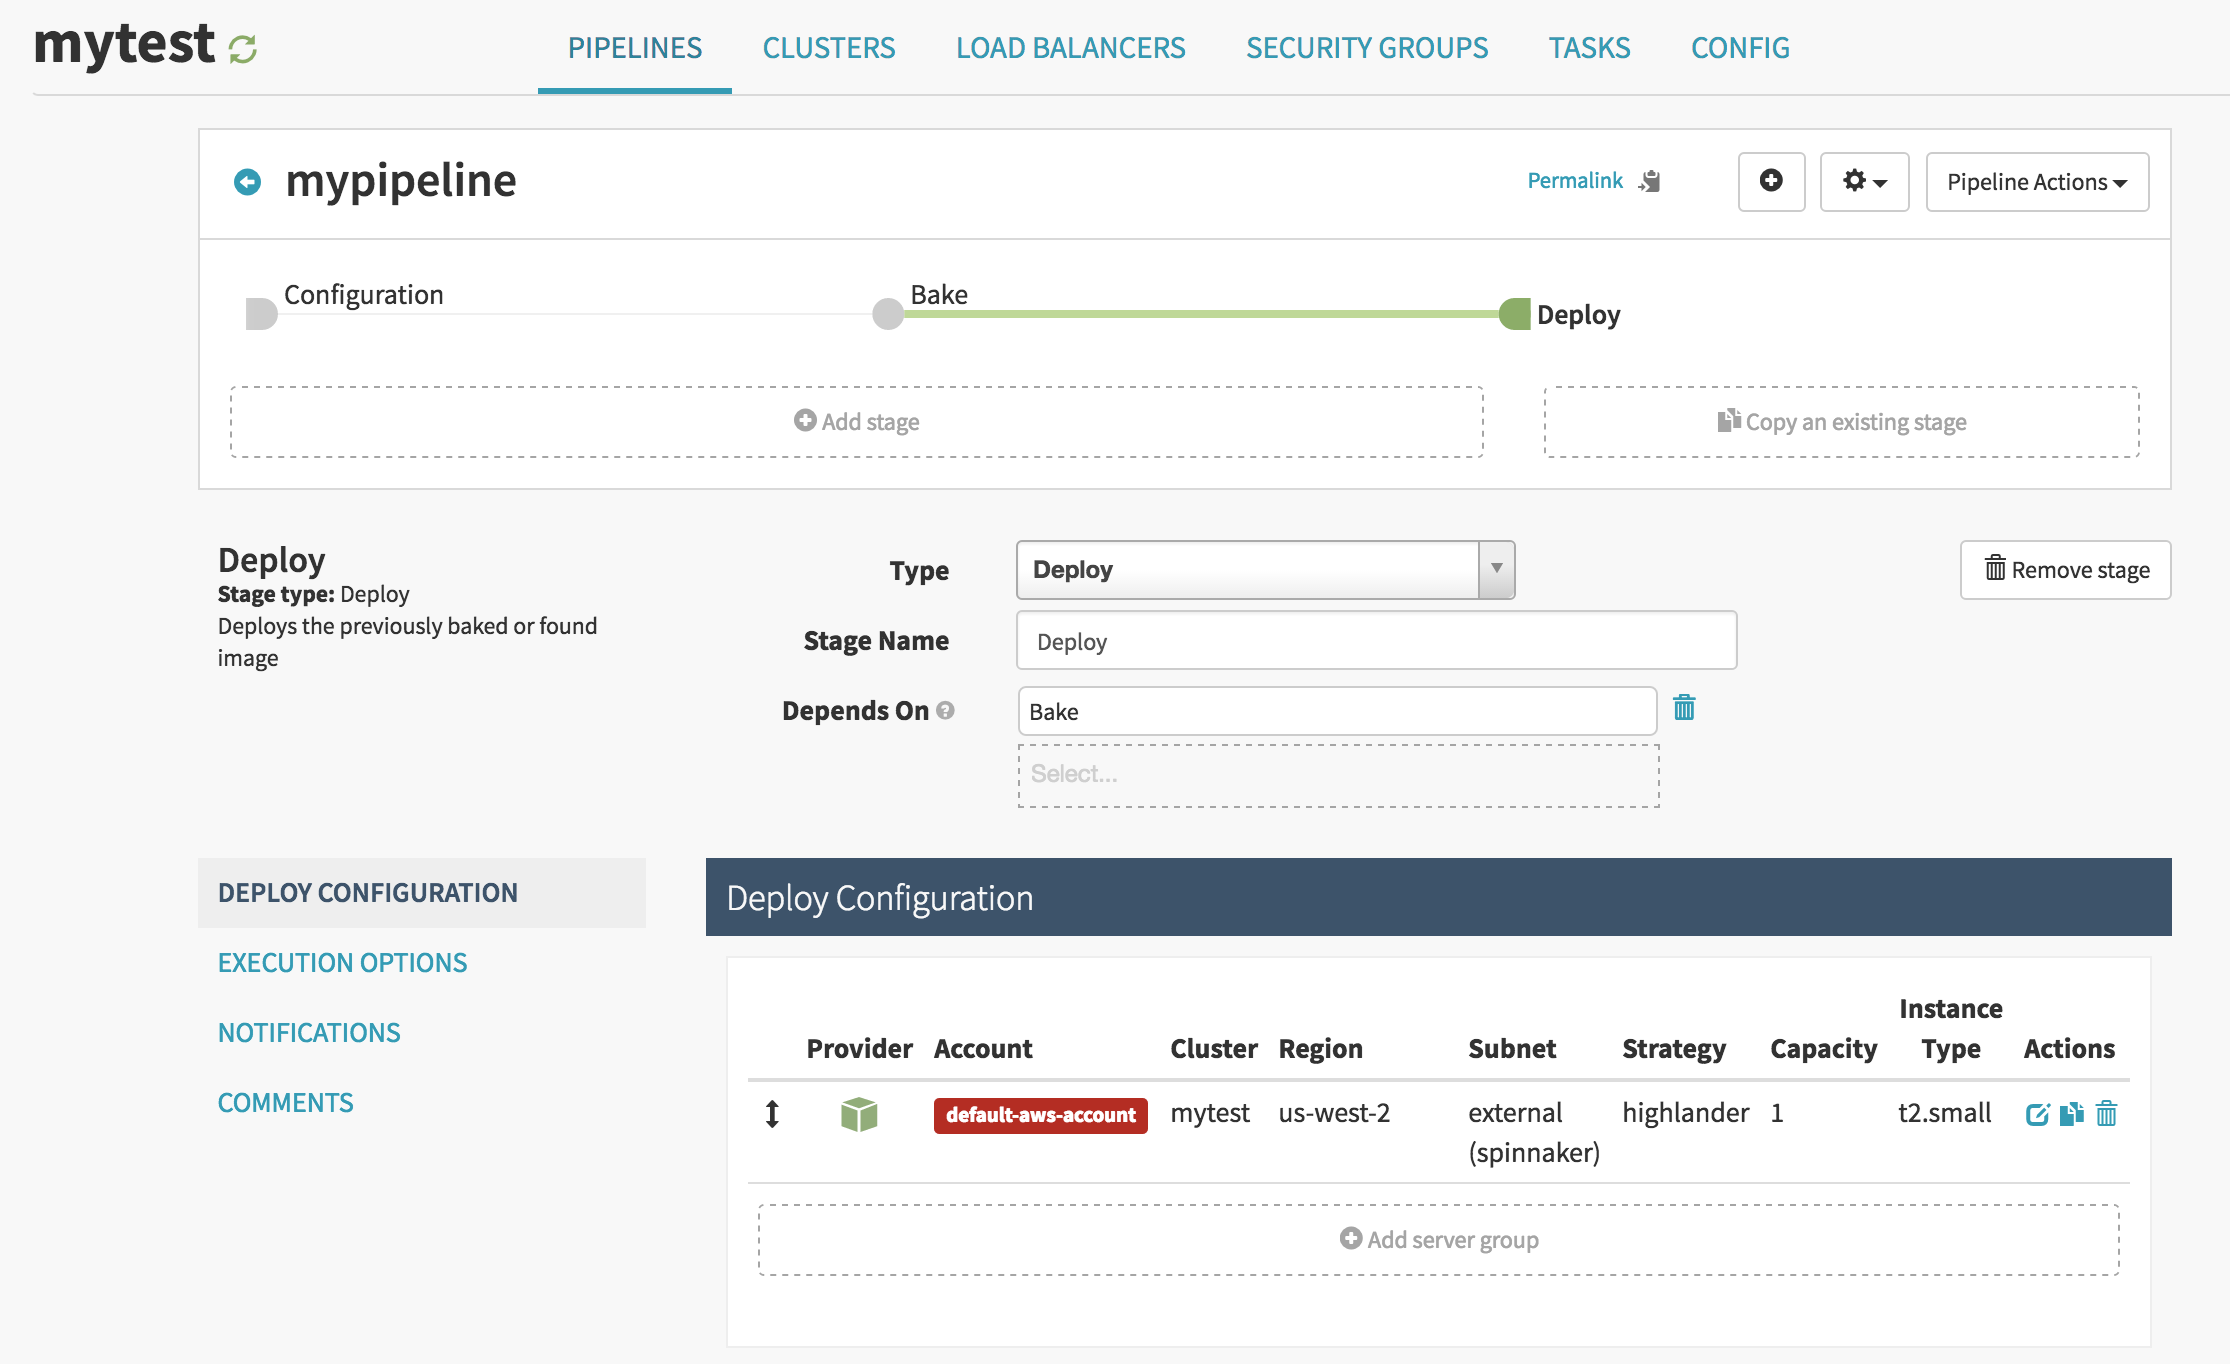 mytest
PIPELINES CLUSTERS LOAD BALANCERS SECURITY GROUPS TASKS CONFIG
mypipeline
Permalink
Pipeline Actions
Configuration
Bake
Deploy
Add stage
Copy an existing stage
Deploy
Stage type: Deploy
Deploys the previously baked or found
image
Type
Deploy
Remove stage
Stage Name
Deploy
Depends On
Bake
Select...
DEPLOY CONFIGURATION
EXECUTION OPTIONS
NOTIFICATIONS
COMMENTS
Deploy Configuration
Provider Account Cluster Region Subnet Strategy Capacity Instance Type Actions
default-aws-account mytest us-west-2 external (spinnaker) highlander 1 t2.small
Add server group